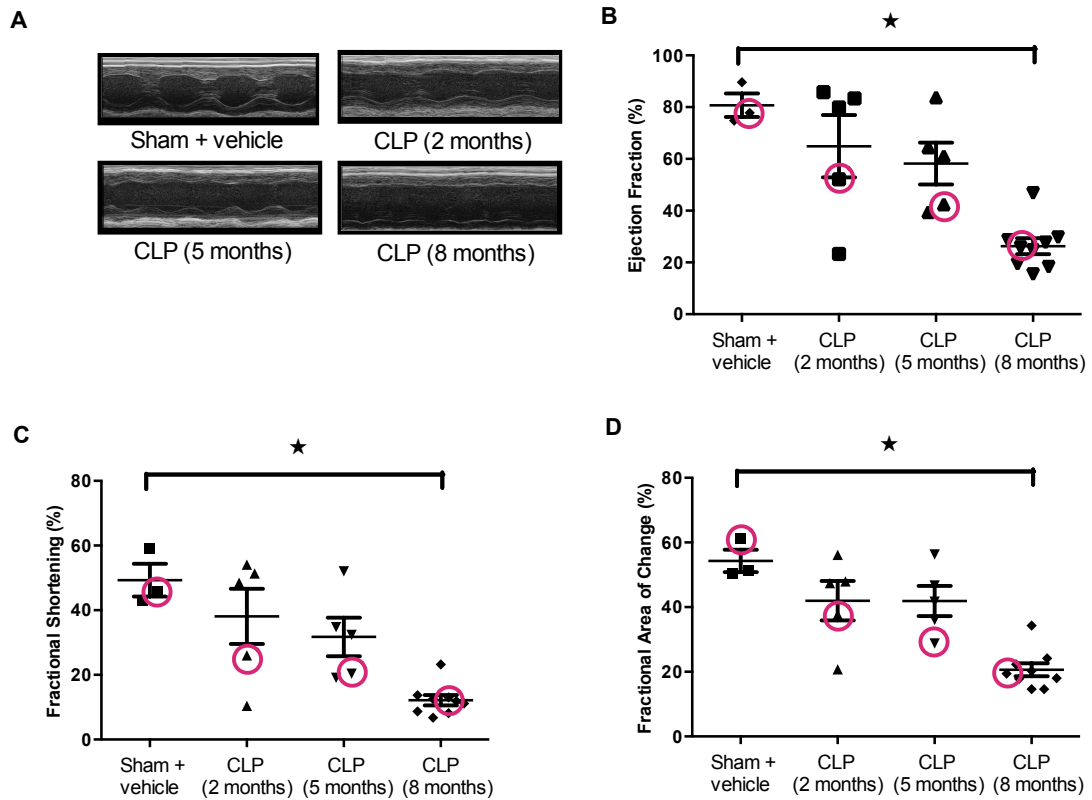 A
Sham + vehicle
CLP (2 months)
CLP (5 months)
CLP (8 months)
B
★
Ejection Fraction (%)
100
80
60
40
20
0
Sham +
vehicle
CLP
(2 months)
CLP
(5 months)
CLP
(8 months)
C
★
Fractional Shortening (%)
80
60
40
20
0
Sham +
vehicle
CLP
(2 months)
CLP
(5 months)
CLP
(8 months)
D
★
Fractional Area of Change (%)
80
60
40
20
0
Sham +
vehicle
CLP
(2 months)
CLP
(5 months)
CLP
(8 months)